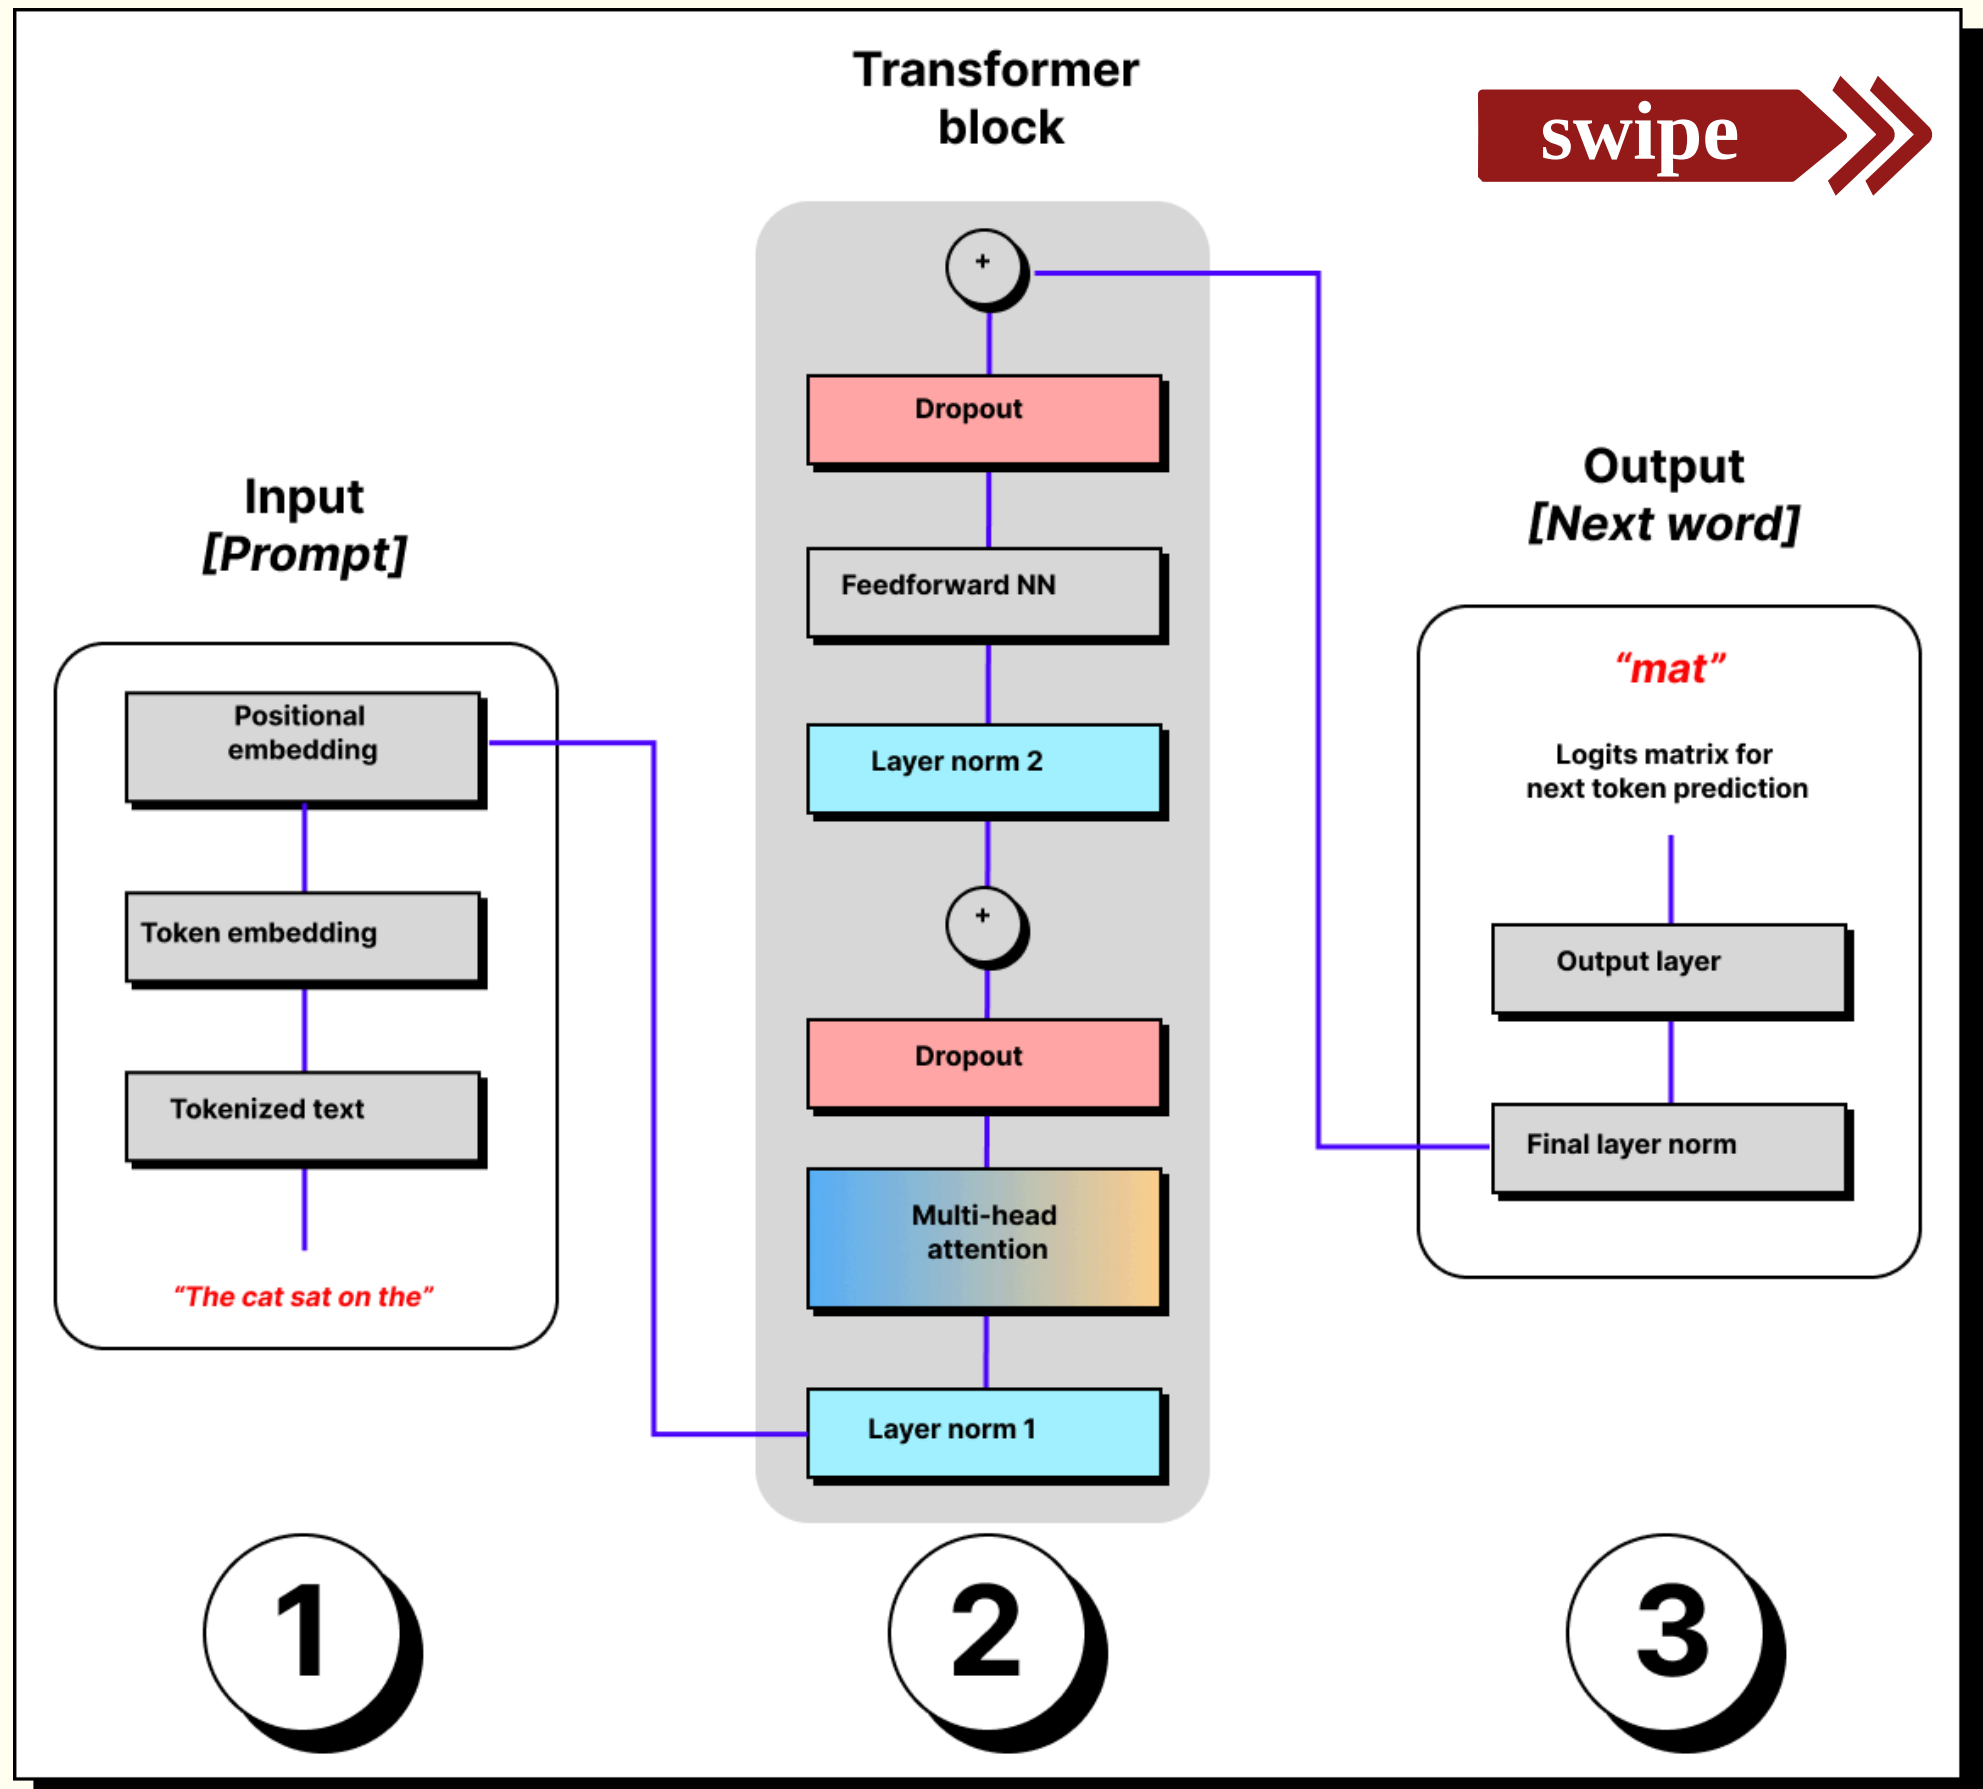 Transformer
block
swipe
+
Dropout
Feedforward NN
Layer norm 2
+
Dropout
Multi-head
attention
Layer norm 1
Input
[Prompt]
Positional
embedding
Token embedding
Tokenized text
“The cat sat on the”
Output
[Next word]
“mat”
Logits matrix for
next token prediction
Output layer
Final layer norm
1
2
3